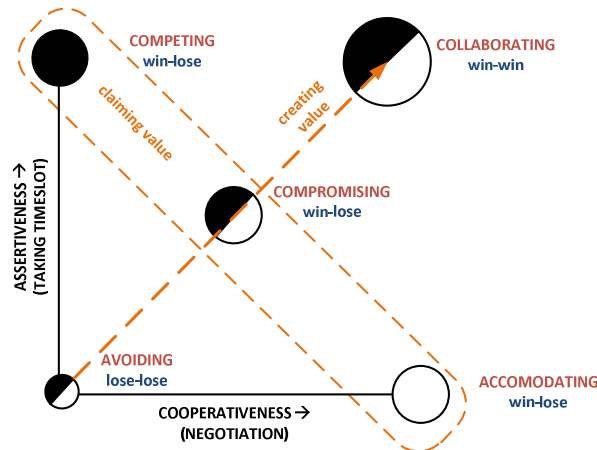 COMPETING
win-lose
COLLABORATING
win-win
claiming value
creating
value
COMPROMISING
win-lose
ASSERTIVENESS →
(TAKING TIMESLOT)
AVOIDING
lose-lose
ACCOMODATING
win-lose
COOPERATIVENESS →
(NEGOTIATION)